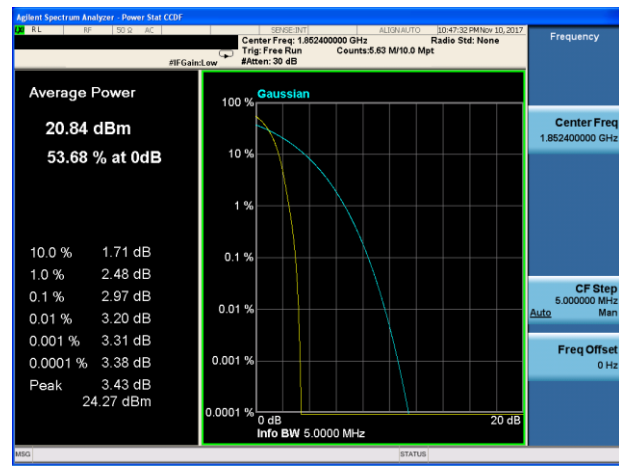 Agilent Spectrum Analyzer - Power Stat CCDF
RL RF 50 Ω AC SENSE:INT ALIGN AUTO 10:47:32 PM Nov 10, 2017
Center Freq: 1.852400000 GHz Radio Std: None
Trig: Free Run Counts:5.63 M/10.0 Mpt
#IFGain:Low #Atten: 30 dB
Frequency
Average Power
20.84 dBm
53.68 % at 0dB
10.0 % 1.71 dB
1.0 % 2.48 dB
0.1 % 2.97 dB
0.01 % 3.20 dB
0.001 % 3.31 dB
0.0001 % 3.38 dB
Peak 3.43 dB
24.27 dBm
Gaussian
100 %
10 %
1 %
0.1 %
0.01 %
0.001 %
0.0001 %
0 dB 20 dB
Info BW 5.0000 MHz
Center Freq
1.852400000 GHz
CF Step
5.000000 MHz
Auto Man
Freq Offset
0 Hz
MSG STATUS